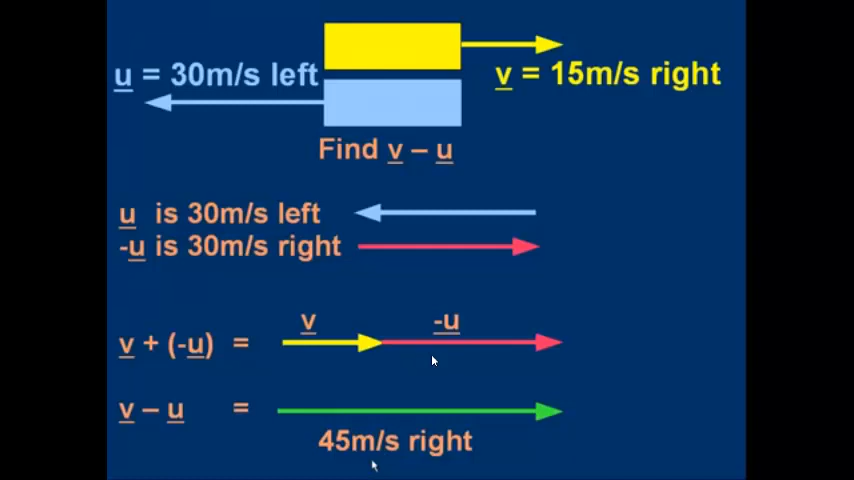 u = 30m/s left
v = 15m/s right
Find v – u
u is 30m/s left
-u is 30m/s right
v -u
v + (-u) =
v – u =
45m/s right